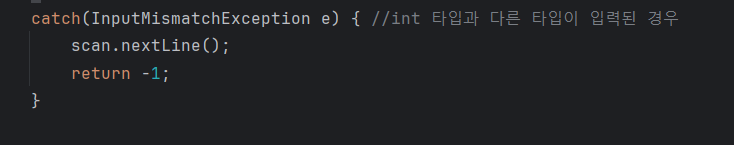 catch(InputMismatchException e) { //int 타입과 다른 타입이 입력된 경우
    scan.nextLine();
    return -1;
}